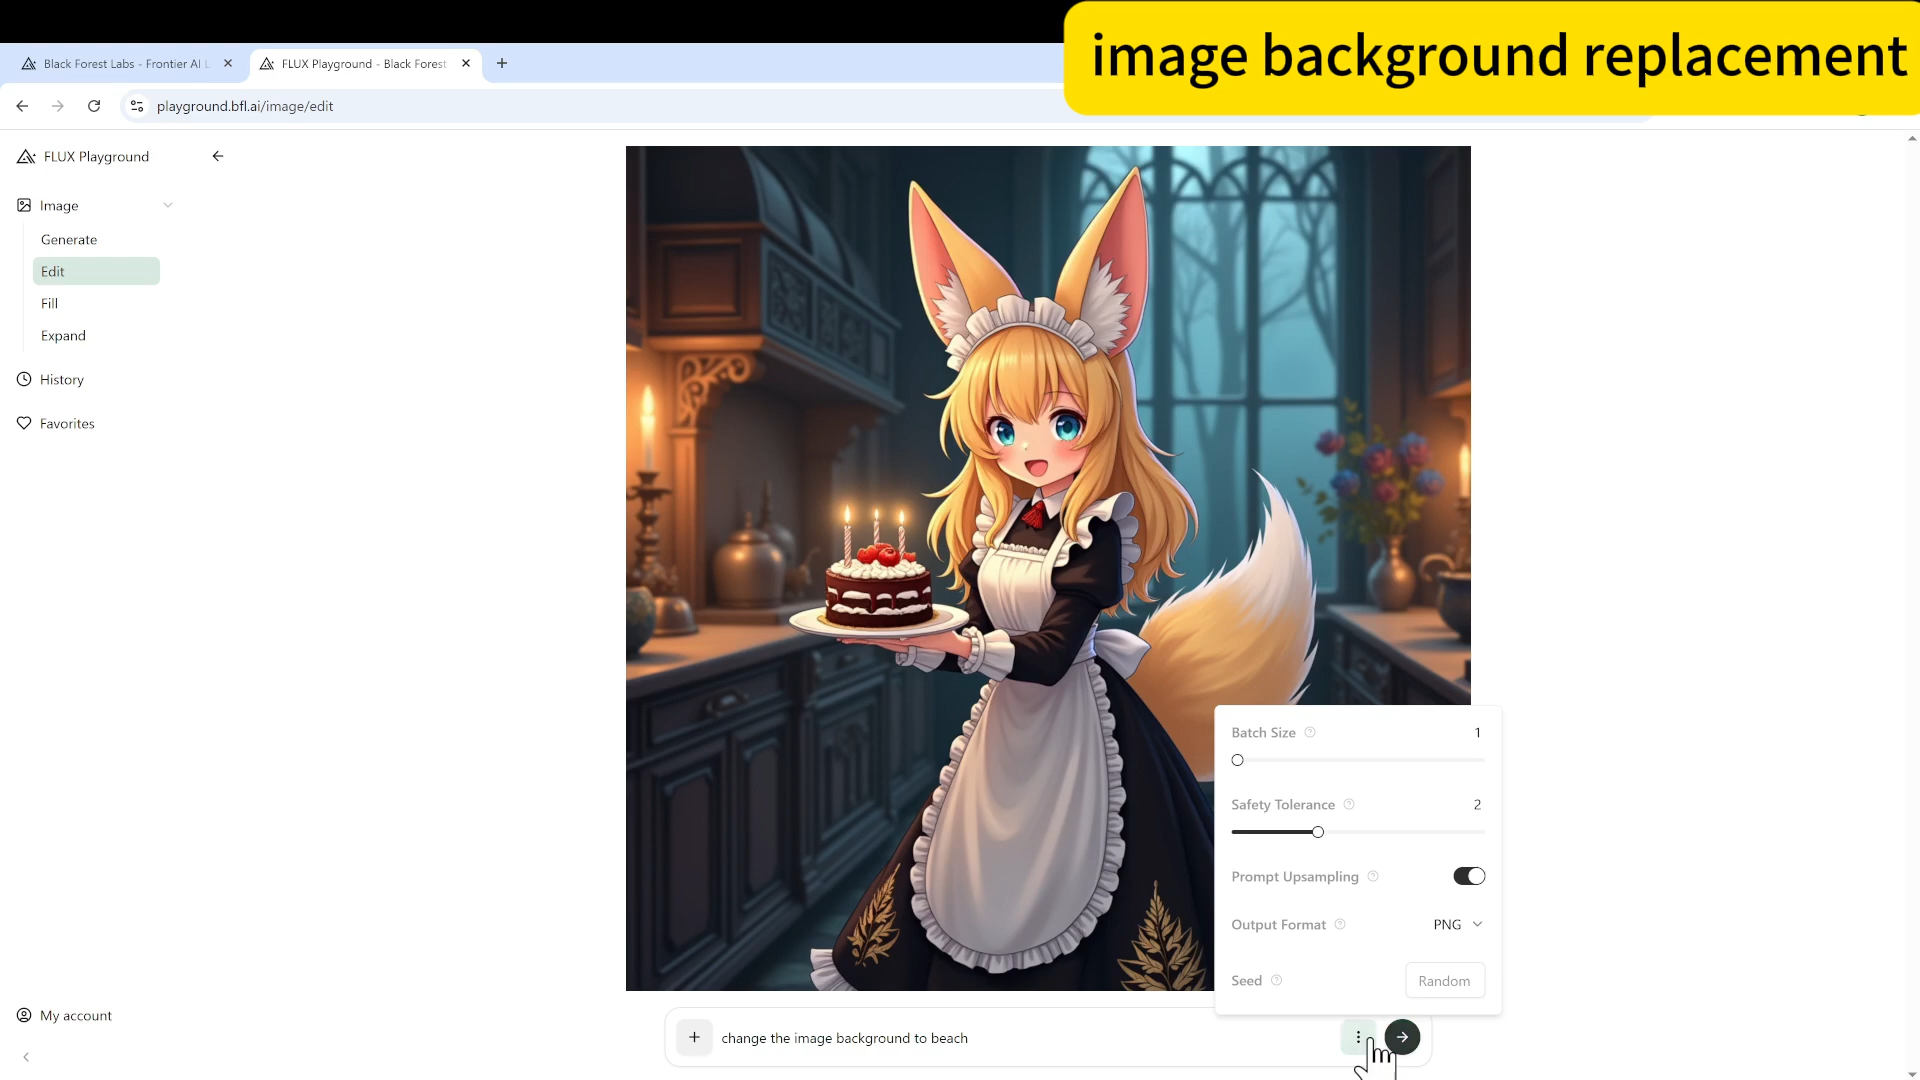 image background replacement
Black Forest Labs - Frontier AI L
FLUX Playground - Black Forest
playground.bfl.ai/image/edit
FLUX Playground
Image
Generate
Edit
Fill
Expand
History
Favorites
Batch Size 1
Safety Tolerance 2
Prompt Upsampling
Output Format PNG
Seed Random
My account
change the image background to beach